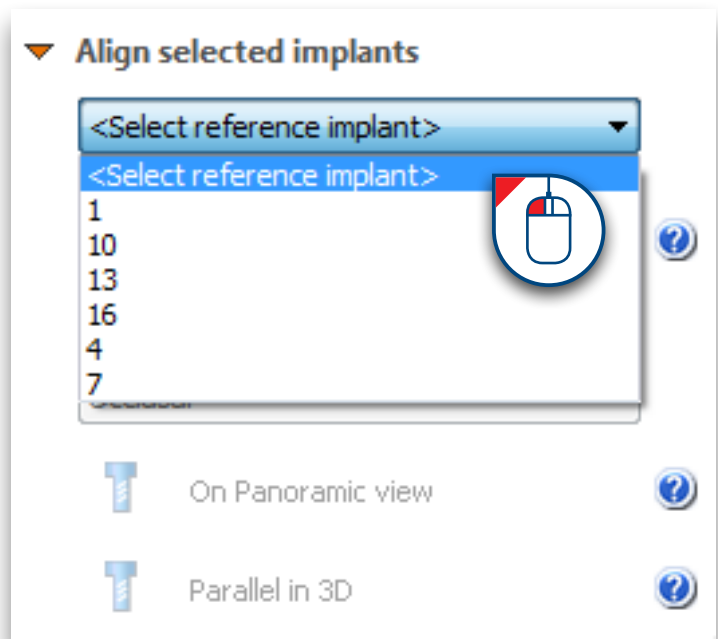 Align selected implants
<Select reference implant>
<Select reference implant>
1
10
13
16
4
7
On Panoramic view
Parallel in 3D